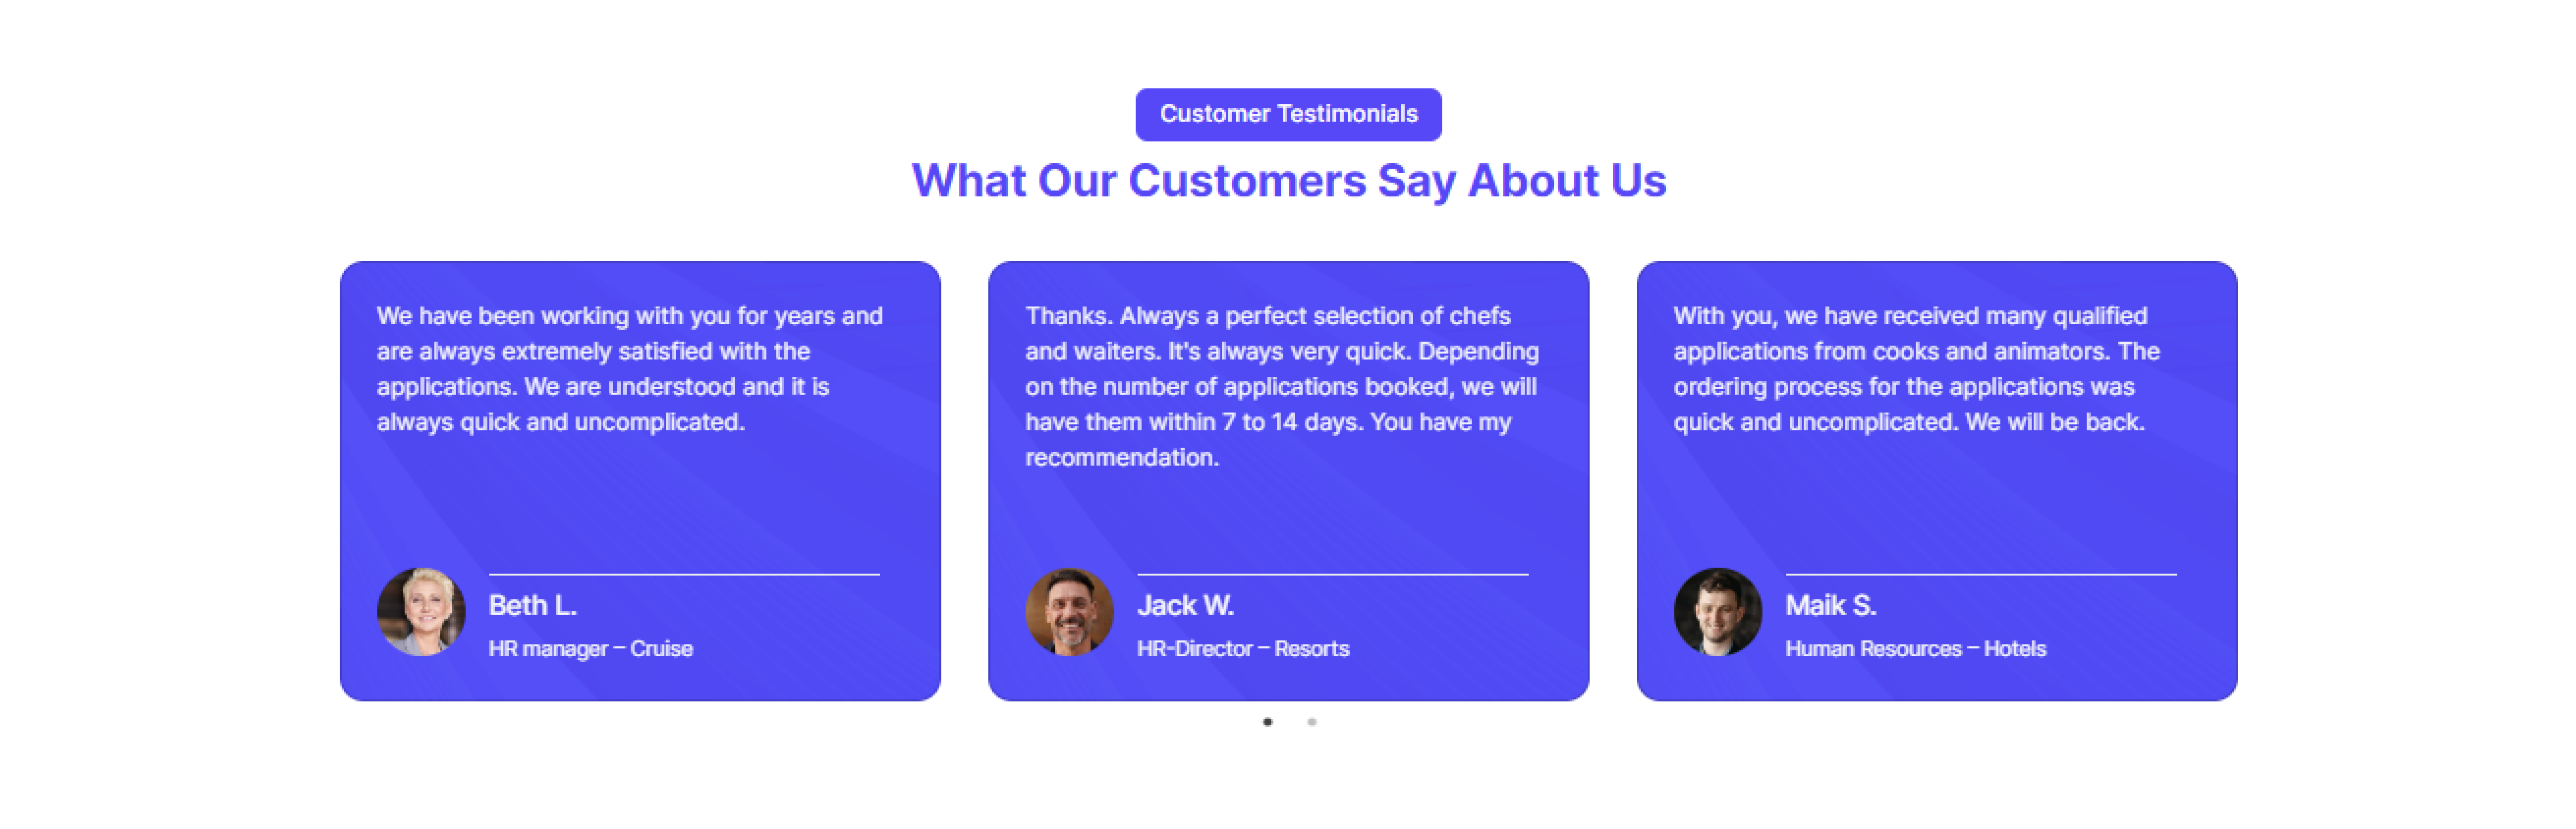 Customer Testimonials
What Our Customers Say About Us
We have been working with you for years and
are always extremely satisfied with the
applications. We are understood and it is
always quick and uncomplicated.
Beth L.
HR manager – Cruise
Thanks. Always a perfect selection of chefs
and waiters. It's always very quick. Depending
on the number of applications booked, we will
have them within 7 to 14 days. You have my
recommendation.
Jack W.
HR-Director – Resorts
With you, we have received many qualified
applications from cooks and animators. The
ordering process for the applications was
quick and uncomplicated. We will be back.
Maik S.
Human Resources – Hotels